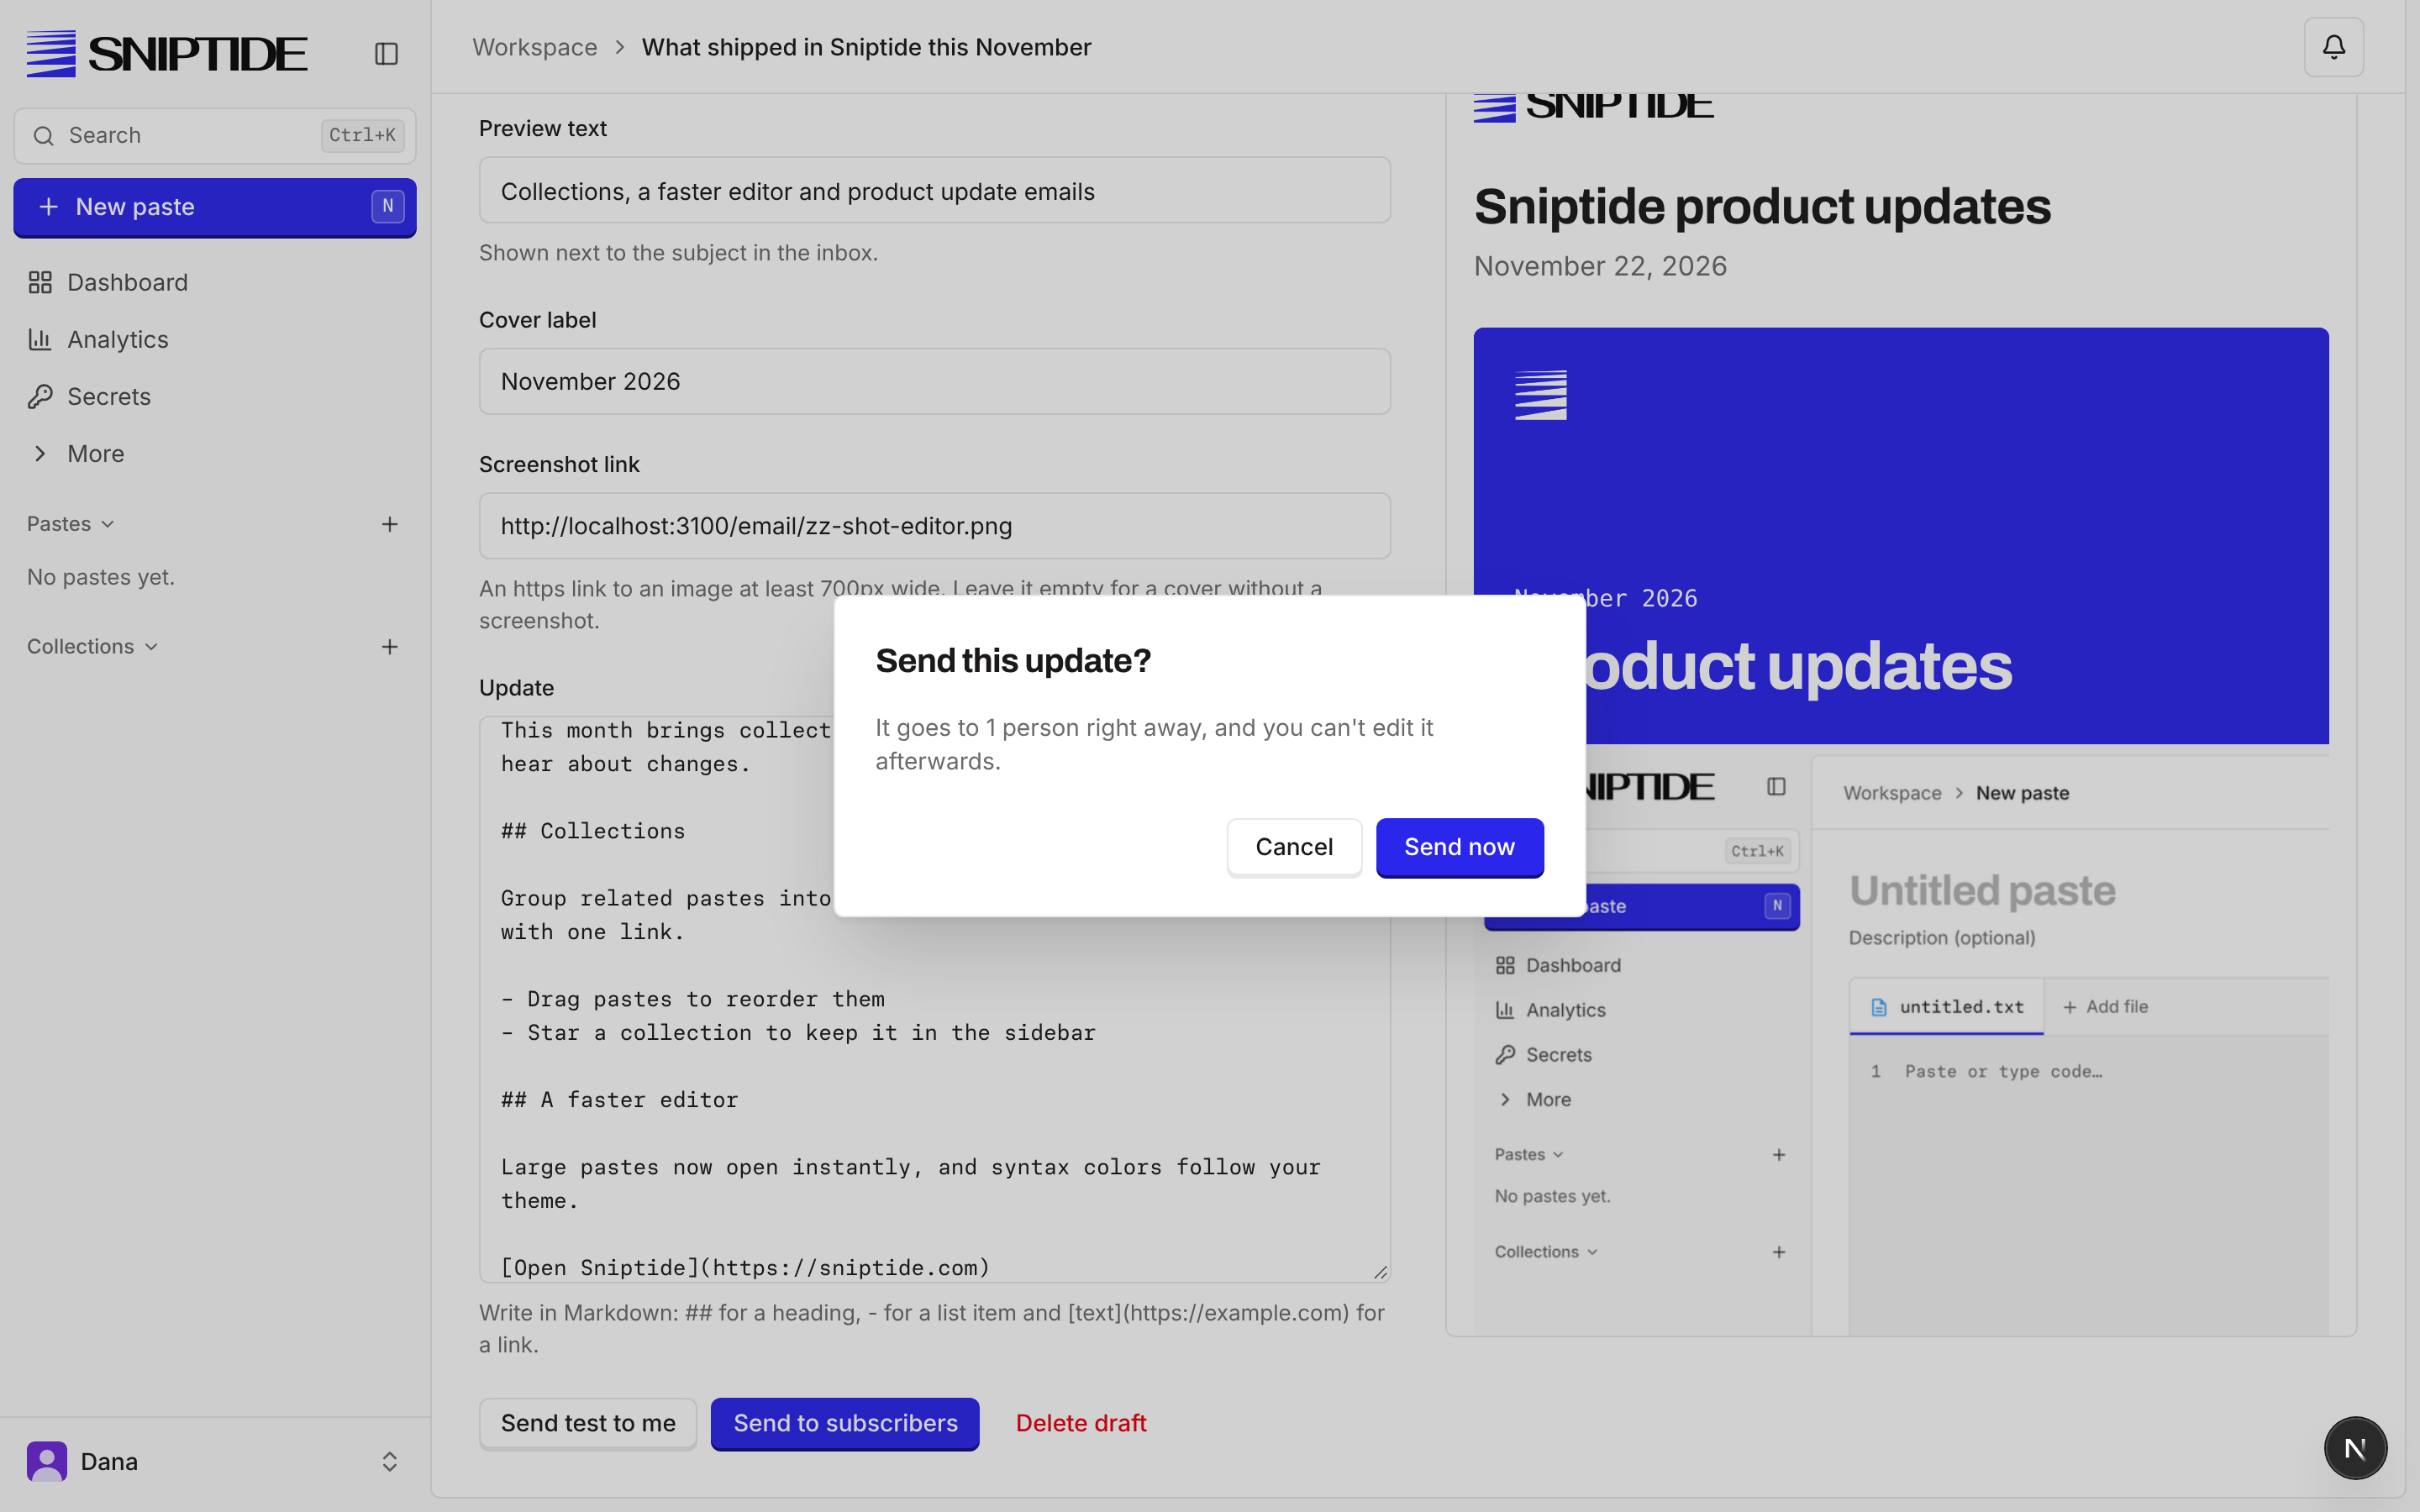 SNIPTIDE
Search
Ctrl+K
New paste
N
Dashboard
Analytics
Secrets
More
Pastes
No pastes yet.
Collections
Dana
Workspace > What shipped in Sniptide this November
Preview text
Collections, a faster editor and product update emails
Shown next to the subject in the inbox.
Cover label
November 2026
Screenshot link
http://localhost:3100/email/zz-shot-editor.png
An https link to an image at least 700px wide. Leave it empty for a cover without a
screenshot.
Update
This month brings collect
hear about changes.
## Collections
Group related pastes into
with one link.
- Drag pastes to reorder them
- Star a collection to keep it in the sidebar
## A faster editor
Large pastes now open instantly, and syntax colors follow your
theme.
[Open Sniptide](https://sniptide.com)
Write in Markdown: ## for a heading, - for a list item and [text](https://example.com) for
a link.
Send test to me
Send to subscribers
Delete draft
Send this update?
It goes to 1 person right away, and you can't edit it
afterwards.
Cancel
Send now
SNIPTIDE
Sniptide product updates
November 22, 2026
November 2026
oduct updates
NIPTIDE
Ctrl+K
aste
N
Dashboard
Analytics
Secrets
More
Pastes
No pastes yet.
Collections
Workspace > New paste
Untitled paste
Description (optional)
untitled.txt
+ Add file
1 Paste or type code…
N